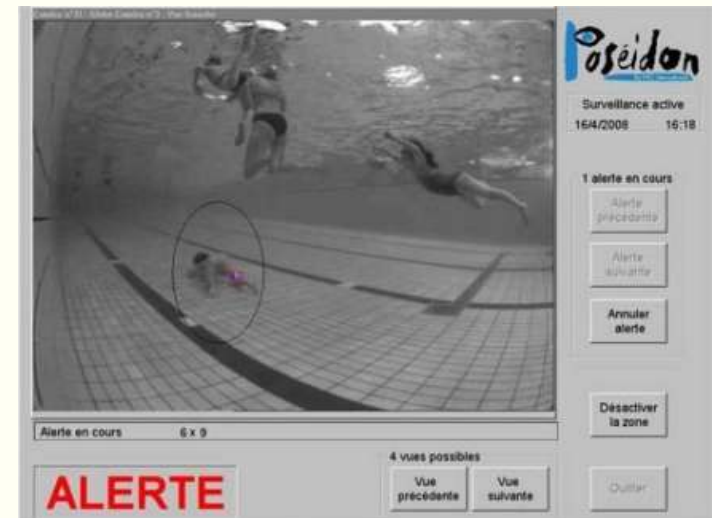 Poséidon
Surveillance active
16/4/2008 16:18
1 alerte en cours
Alerte
précédente
Alerte
suivante
Annuler
alerte
Désactiver
la zone
Alerte en cours 6 x 9
ALERTE
4 vues possibles
Vue
précédente
Vue
suivante
Quitter